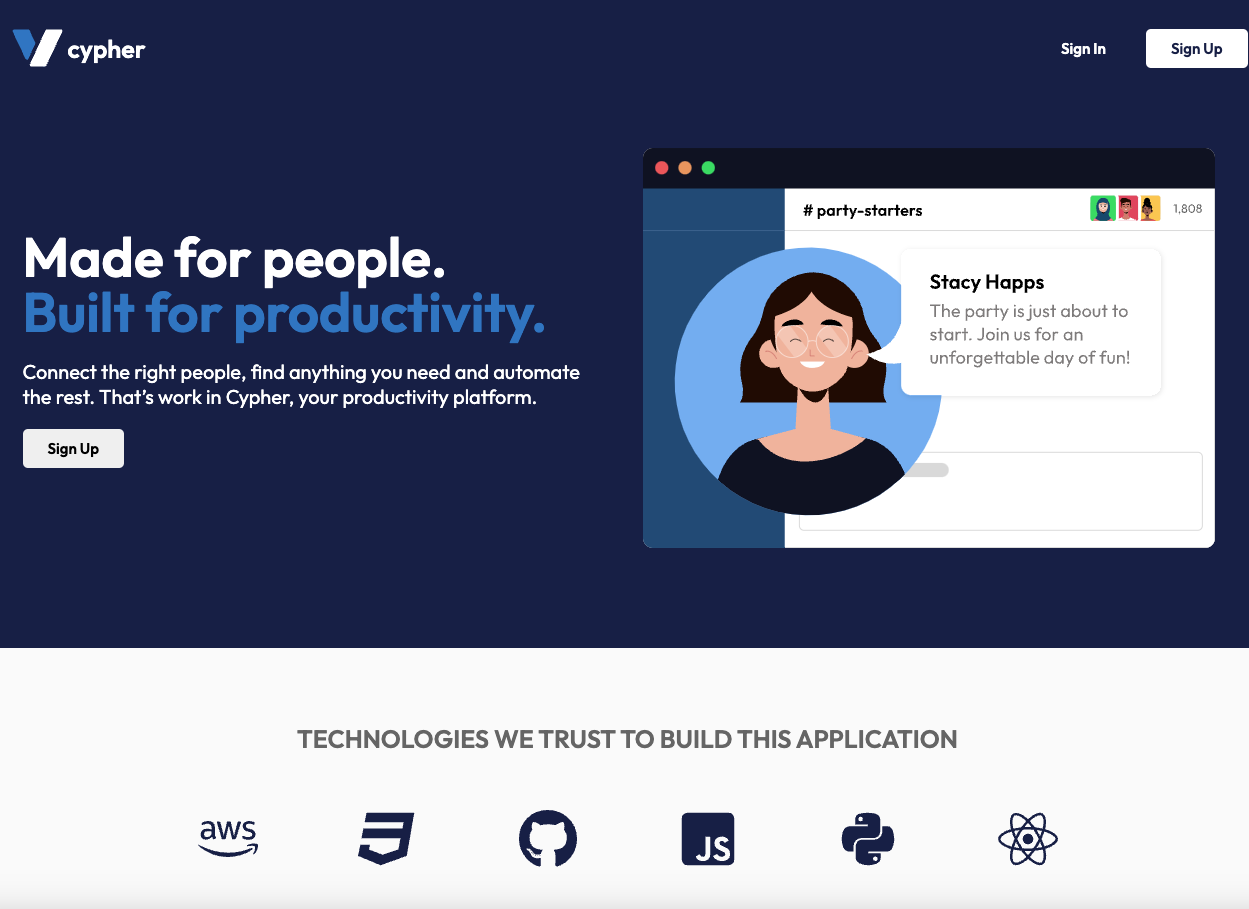 cypher
Sign In
Sign Up
Made for people.
Built for productivity.
Connect the right people, find anything you need and automate
the rest. That’s work in Cypher, your productivity platform.
Sign Up
# party-starters
1,808
Stacy Happs
The party is just about to
start. Join us for an
unforgettable day of fun!
TECHNOLOGIES WE TRUST TO BUILD THIS APPLICATION
aws
JS